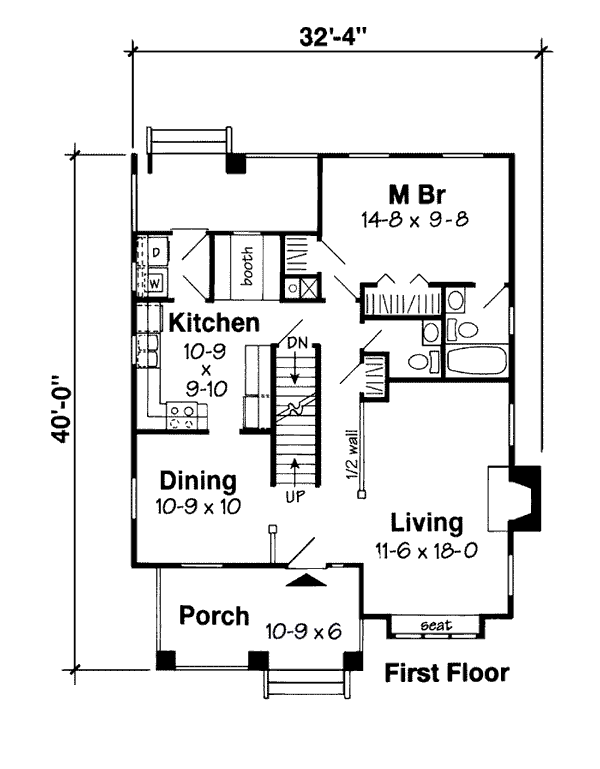 32'-4"
40'-0"
M Br
14-8 x 9-8
D
W
booth
Kitchen
10-9
x
9-10
DN
1/2 wall
Dining
10-9 x 10
UP
Living
11-6 x 18-0
Porch
10-9 x 6
seat
First Floor